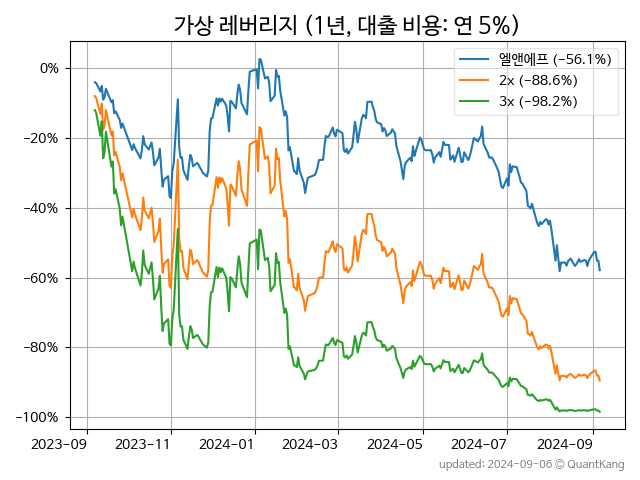 가상 레버리지 (1년, 대출 비용: 연 5%)
엘앤에프 (-56.1%)
2x (-88.6%)
3x (-98.2%)
0%
-20%
-40%
-60%
-80%
-100%
2023-09 2023-11 2024-01 2024-03 2024-05 2024-07 2024-09
updated: 2024-09-06 © QuantKang